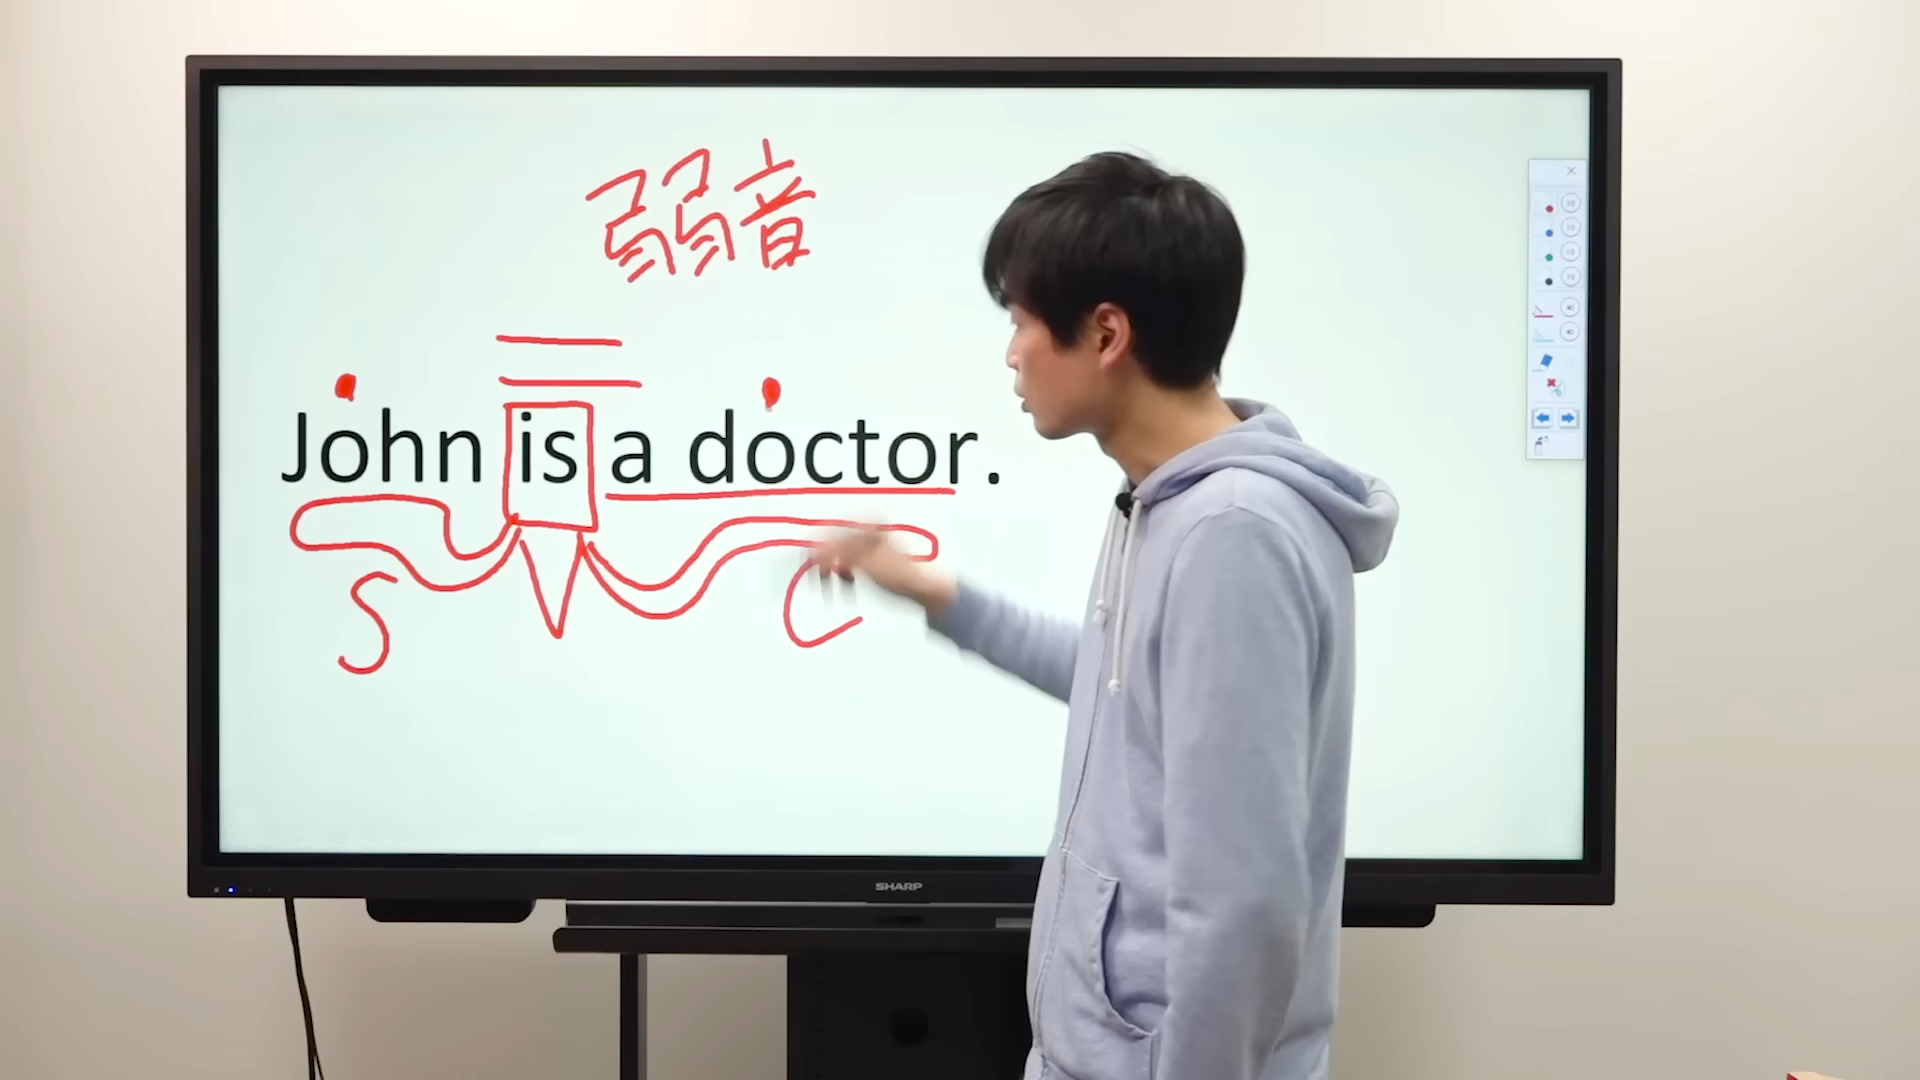 弱音
John is a doctor.
S V C
SHARP